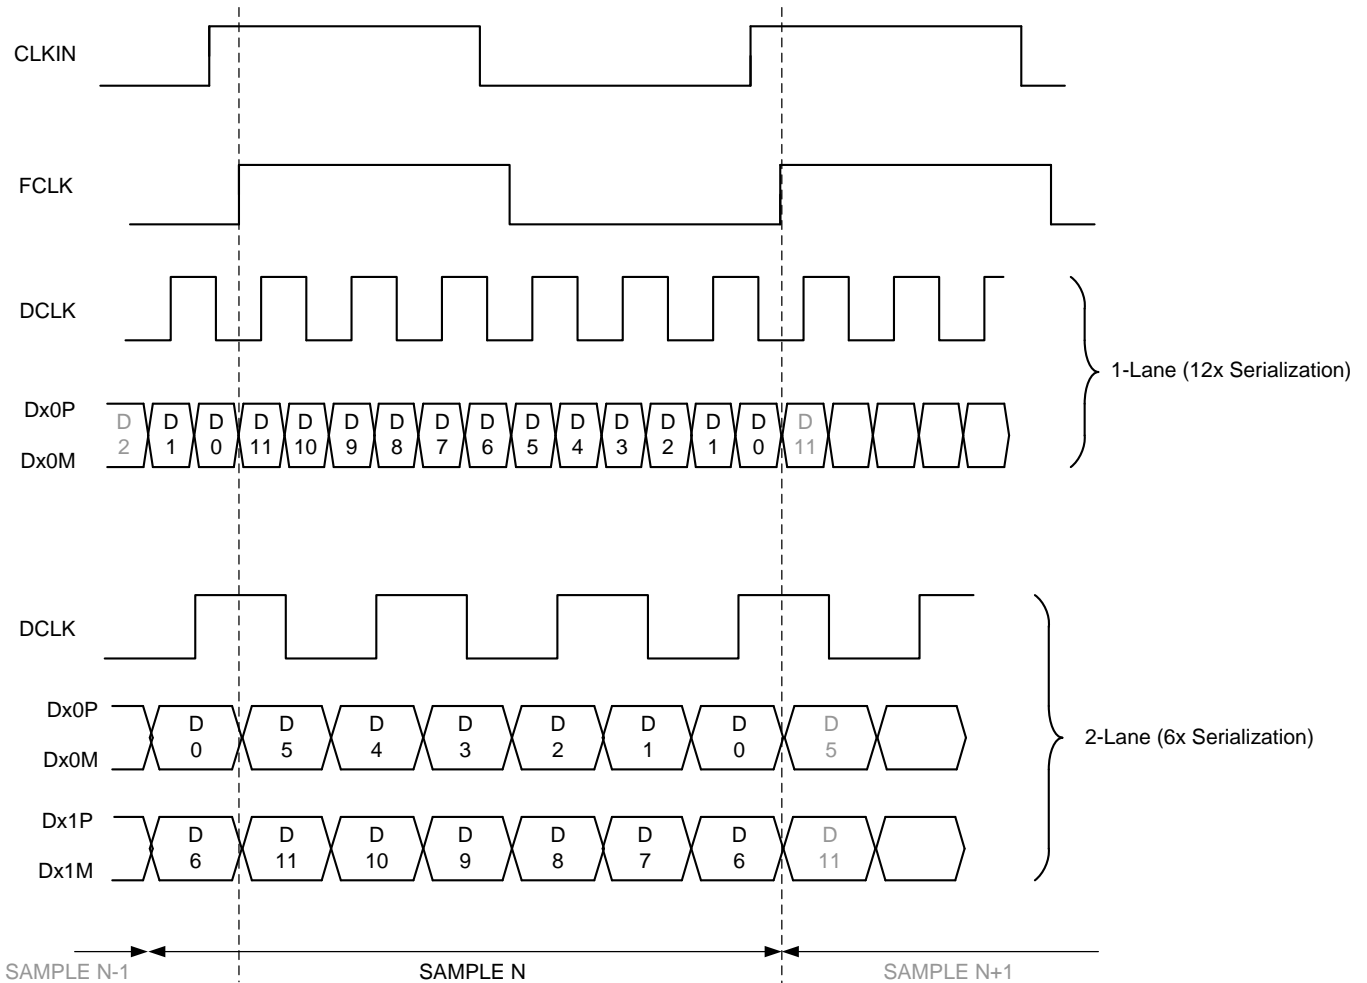 CLKIN
FCLK
DCLK
1-Lane (12x Serialization)
Dx0P
Dx0M
D D D D D D D D D D D D D D D D
2 1 0 11 10 9 8 7 6 5 4 3 2 1 0 11
DCLK
2-Lane (6x Serialization)
Dx0P
Dx0M
D D D D D D D D
0 5 4 3 2 1 0 5
Dx1P
Dx1M
D D D D D D D D
6 11 10 9 8 7 6 11
SAMPLE N-1 SAMPLE N SAMPLE N+1